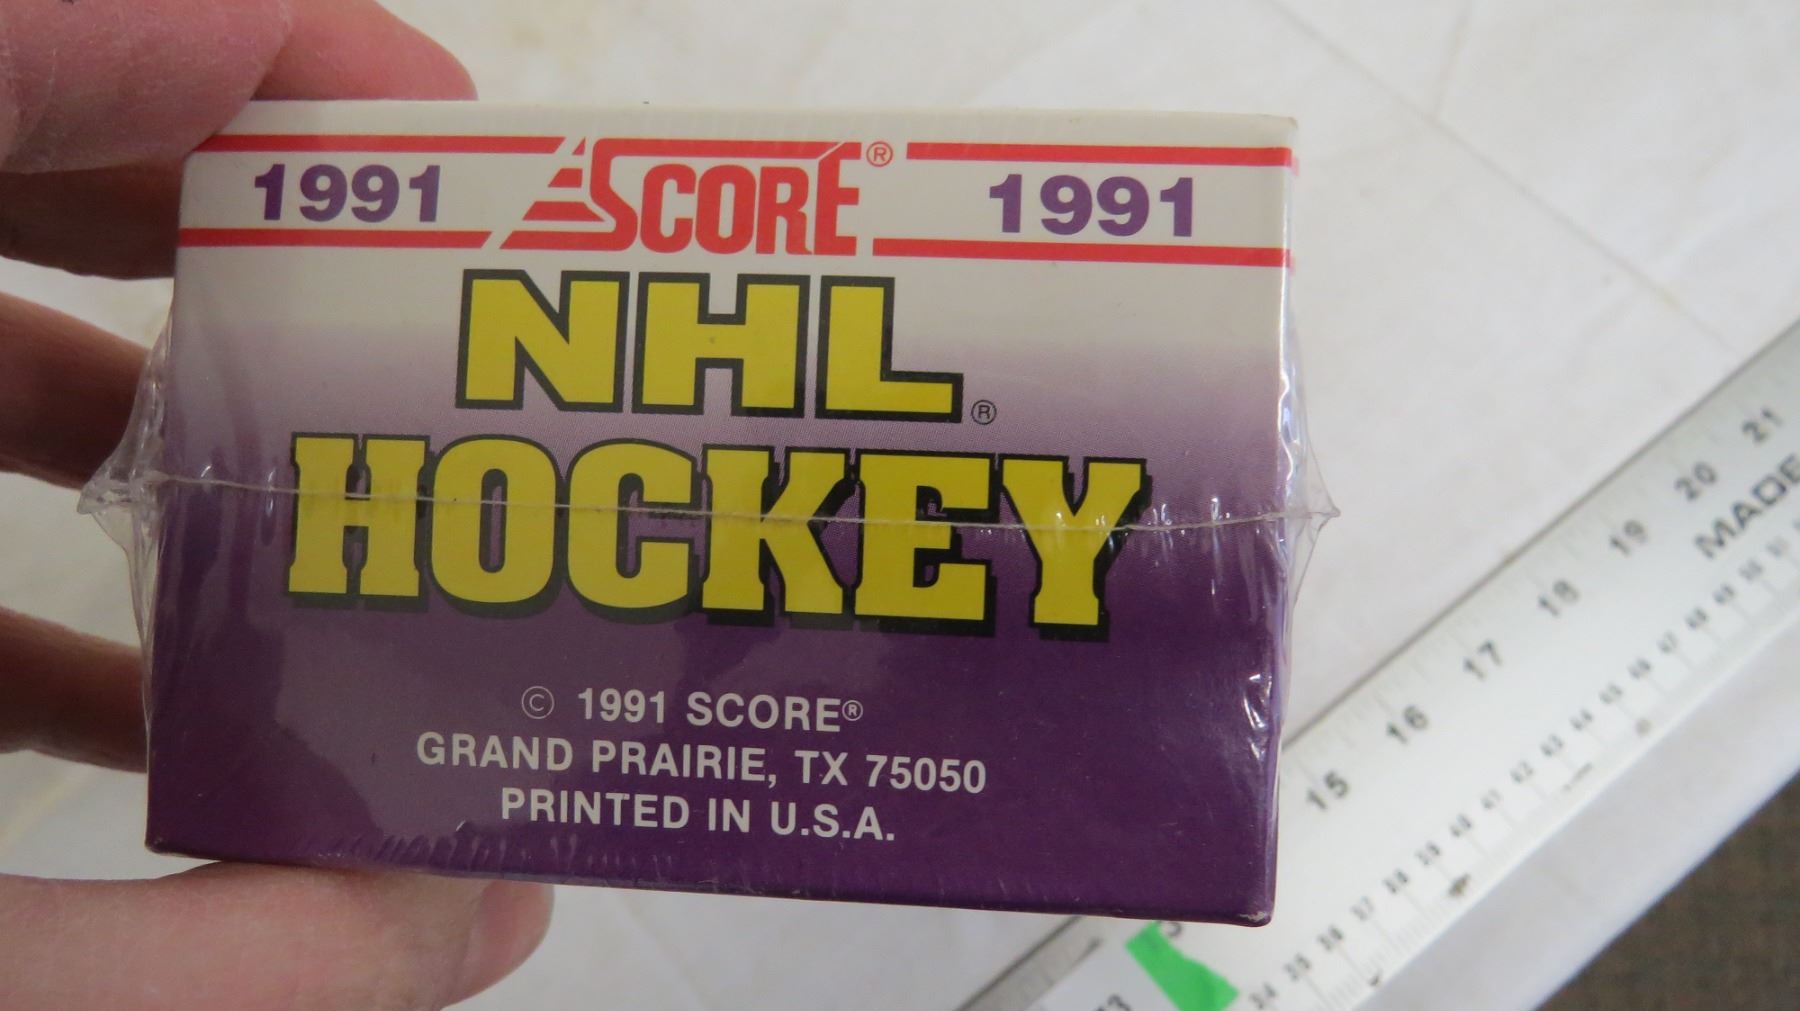 1991 SCORE® 1991
NHL®
HOCKEY
© 1991 SCORE®
GRAND PRAIRIE, TX 75050
PRINTED IN U.S.A.
21
20
19
18
17
16
15
MADE